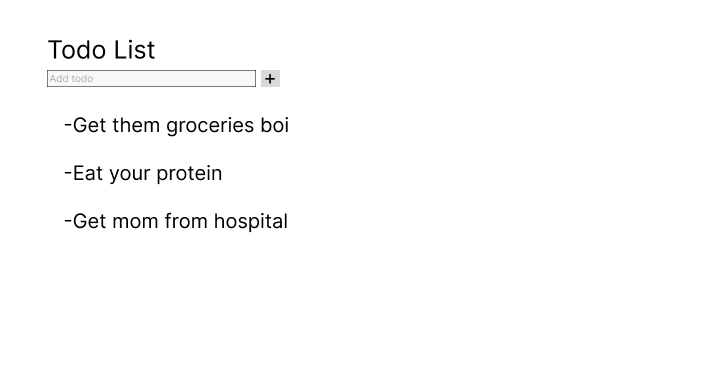 Todo List
Add todo +
-Get them groceries boi
-Eat your protein
-Get mom from hospital